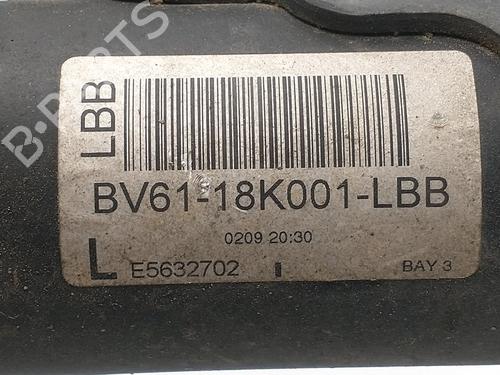 B-PARTS
LBB
BV61-18K001-LBB
0209 20:30
L E5632702 I BAY 3